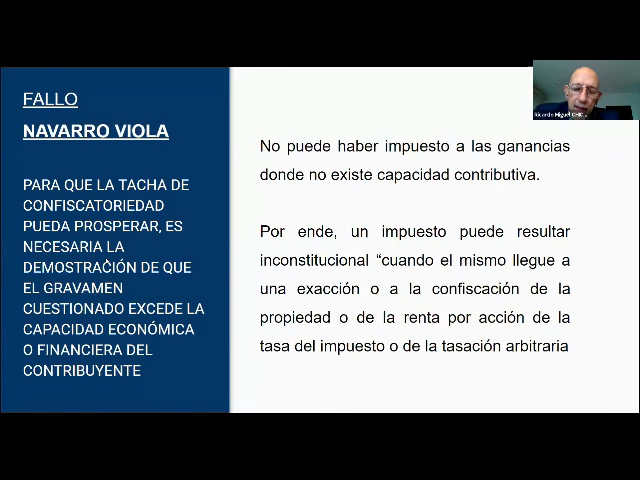 FALLO
NAVARRO VIOLA
PARA QUE LA TACHA DE
CONFISCATORIEDAD
PUEDA PROSPERAR, ES
NECESARIA LA
DEMOSTRACIÓN DE QUE
EL GRAVAMEN
CUESTIONADO EXCEDE LA
CAPACIDAD ECONÓMICA
O FINANCIERA DEL
CONTRIBUYENTE
No puede haber impuesto a las ganancias
donde no existe capacidad contributiva.
Por ende, un impuesto puede resultar
inconstitucional “cuando el mismo llegue a
una exacción o a la confiscación de la
propiedad o de la renta por acción de la
tasa del impuesto o de la tasación arbitraria
Ricardo Miguel CHIC...